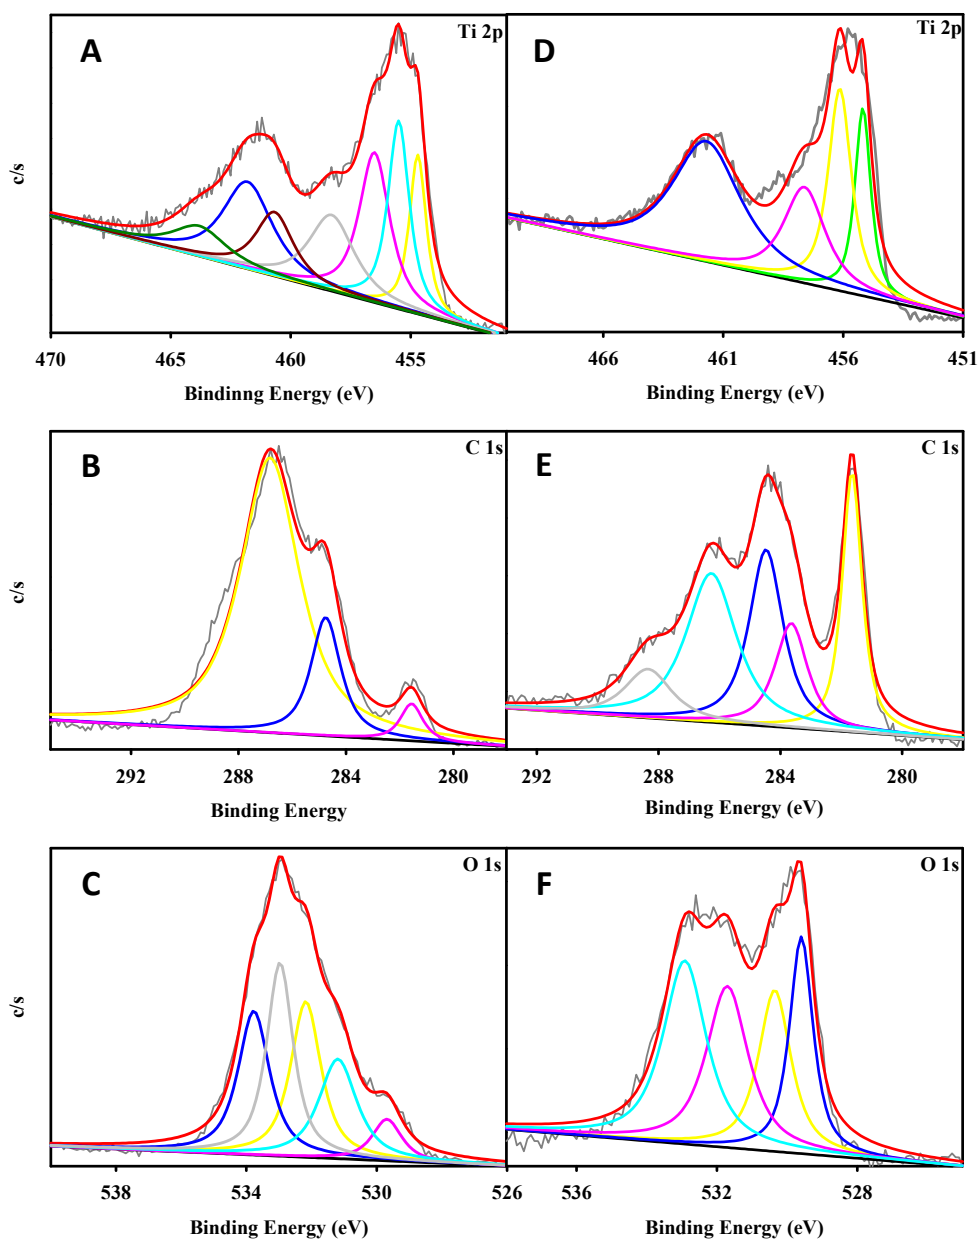 A
Ti 2p
D
Ti 2p
c/s
470 465 460 455
466 461 456 451
Bindinng Energy (eV)
Binding Energy (eV)
B
C 1s
E
C 1s
c/s
292 288 284 280
292 288 284 280
Binding Energy
Binding Energy (eV)
C
O 1s
F
O 1s
c/s
538 534 530 526
536 532 528
Binding Energy (eV)
Binding Energy (eV)